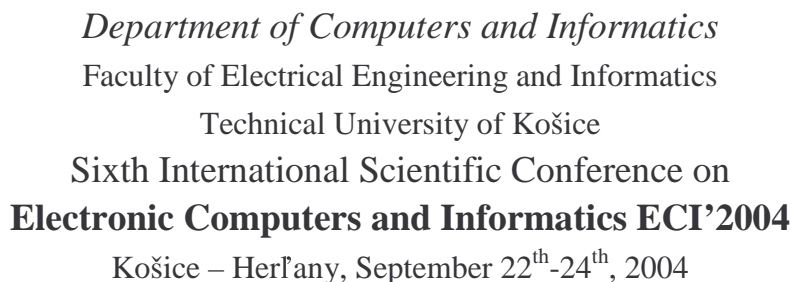 Department of Computers and Informatics
Faculty of Electrical Engineering and Informatics
Technical University of Košice
Sixth International Scientific Conference on
Electronic Computers and Informatics ECI’2004
Košice – Herľany, September 22th-24th, 2004